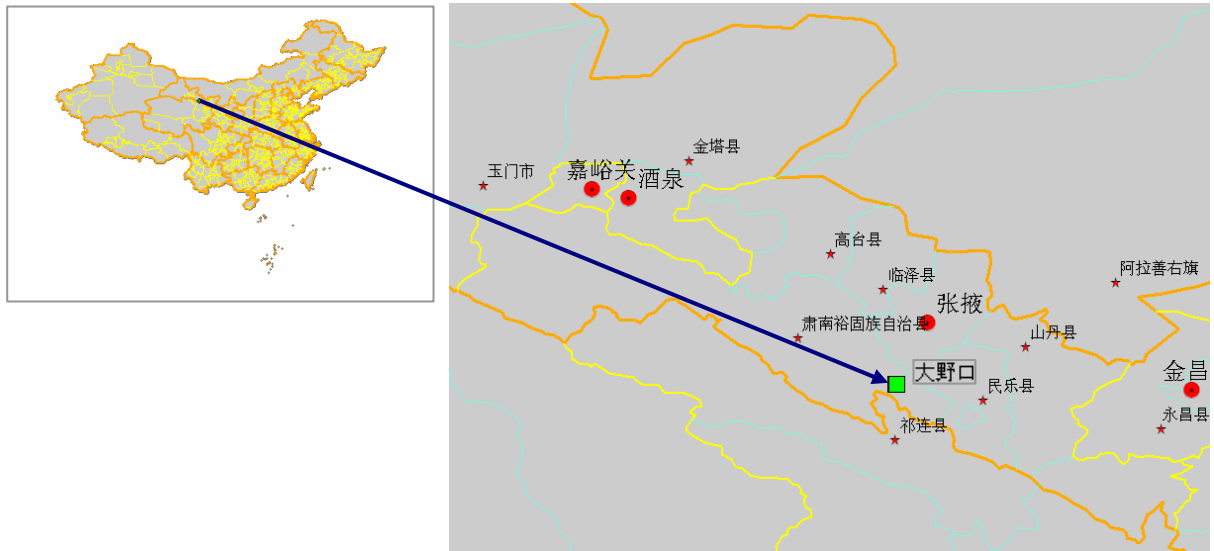 金塔县
嘉峪关
玉门市
酒泉
高台县
阿拉善右旗
临泽县
张掖
肃南裕固族自治县
山丹县
大野口
金昌
民乐县
永昌县
祁连县